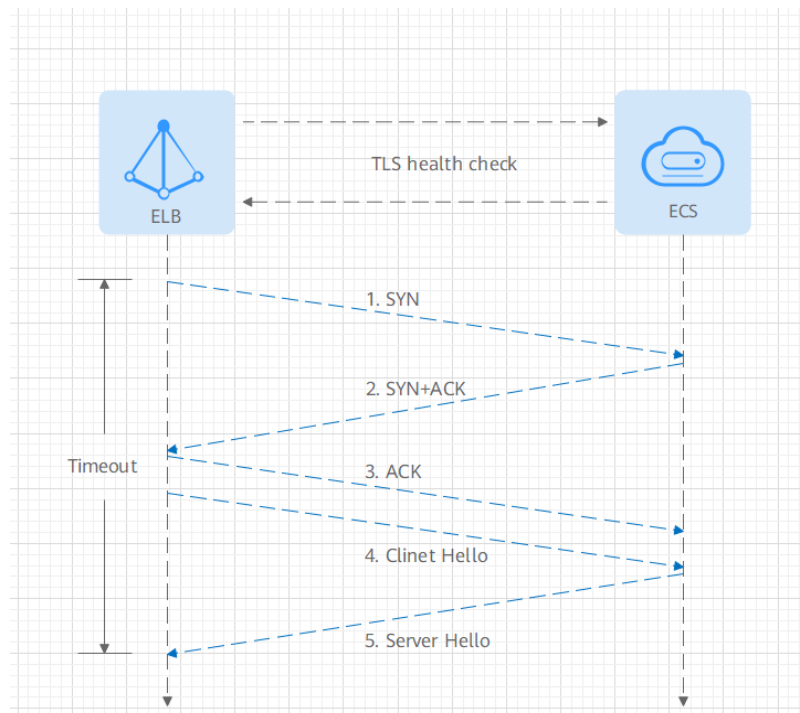 TLS health check
ELB
ECS
1. SYN
2. SYN+ACK
Timeout
3. ACK
4. Clinet Hello
5. Server Hello